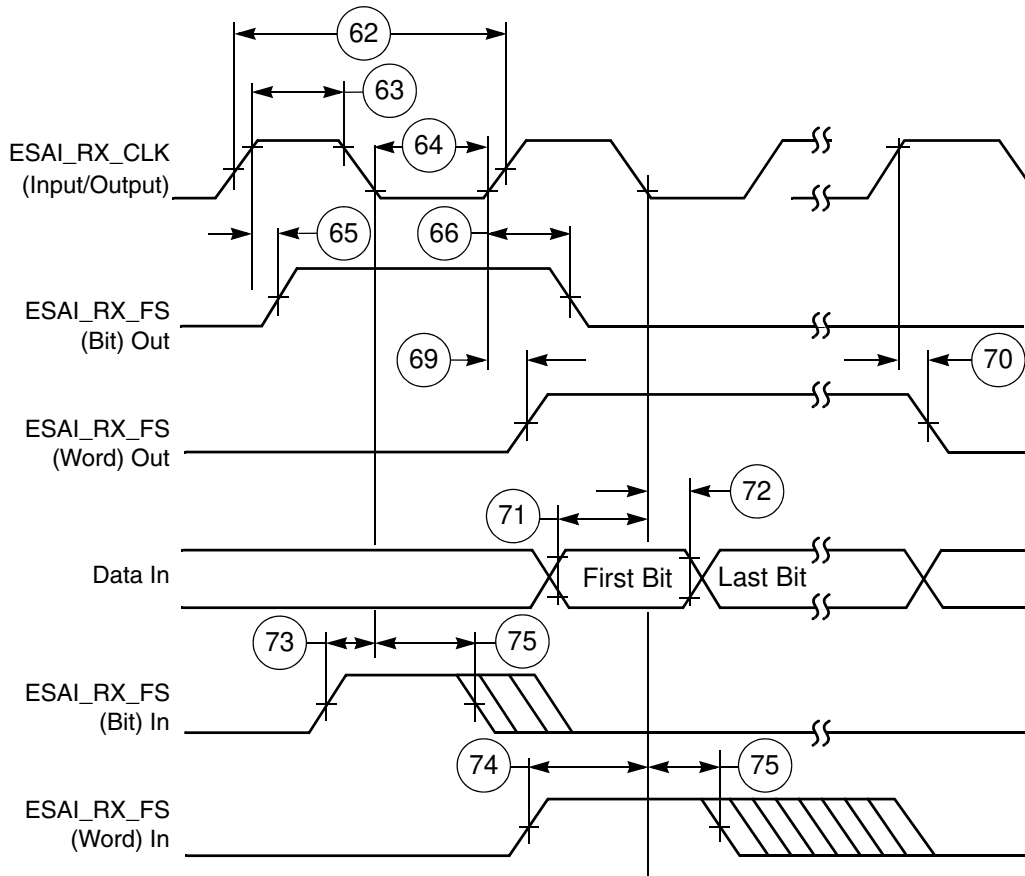 62
63
ESAI_RX_CLK
(Input/Output)
64
65
66
ESAI_RX_FS
(Bit) Out
69
70
ESAI_RX_FS
(Word) Out
71
72
Data In
First Bit
Last Bit
73
75
ESAI_RX_FS
(Bit) In
74
75
ESAI_RX_FS
(Word) In